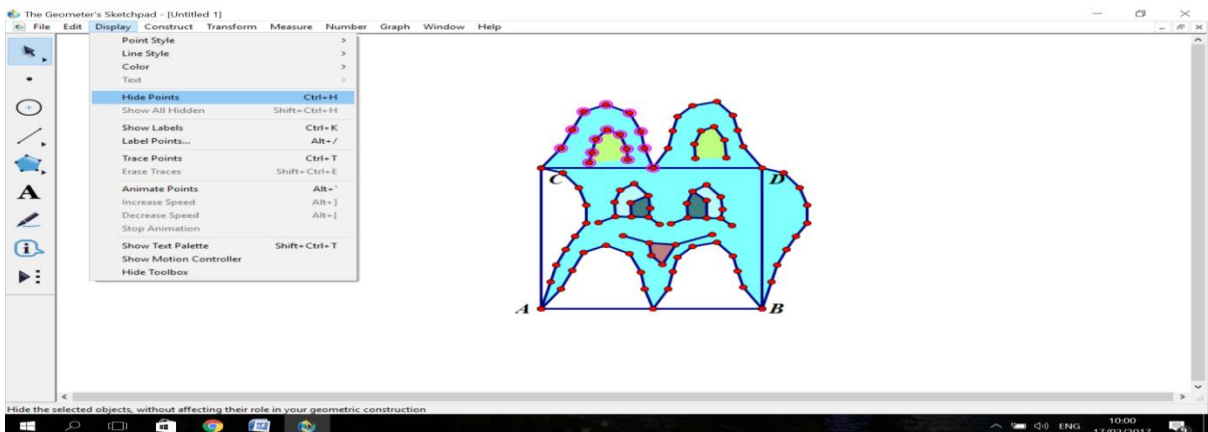 The Geometer's Sketchpad - [Untitled 1]
File Edit Display Construct Transform Measure Number Graph Window Help
Point Style
Line Style
Color
Text
Hide Points Ctrl+H
Show All Hidden Shift+Ctrl+H
Show Labels Ctrl+K
Label Points... Alt+/
Trace Points Ctrl+T
Erase Traces Shift+Ctrl+E
Animate Points Alt+`
Increase Speed Alt+]
Decrease Speed Alt+[
Stop Animation
Show Text Palette Shift+Ctrl+T
Show Motion Controller
Hide Toolbox
A
C D
A B
Hide the selected objects, without affecting their role in your geometric construction
ENG
10:00
17/03/2017